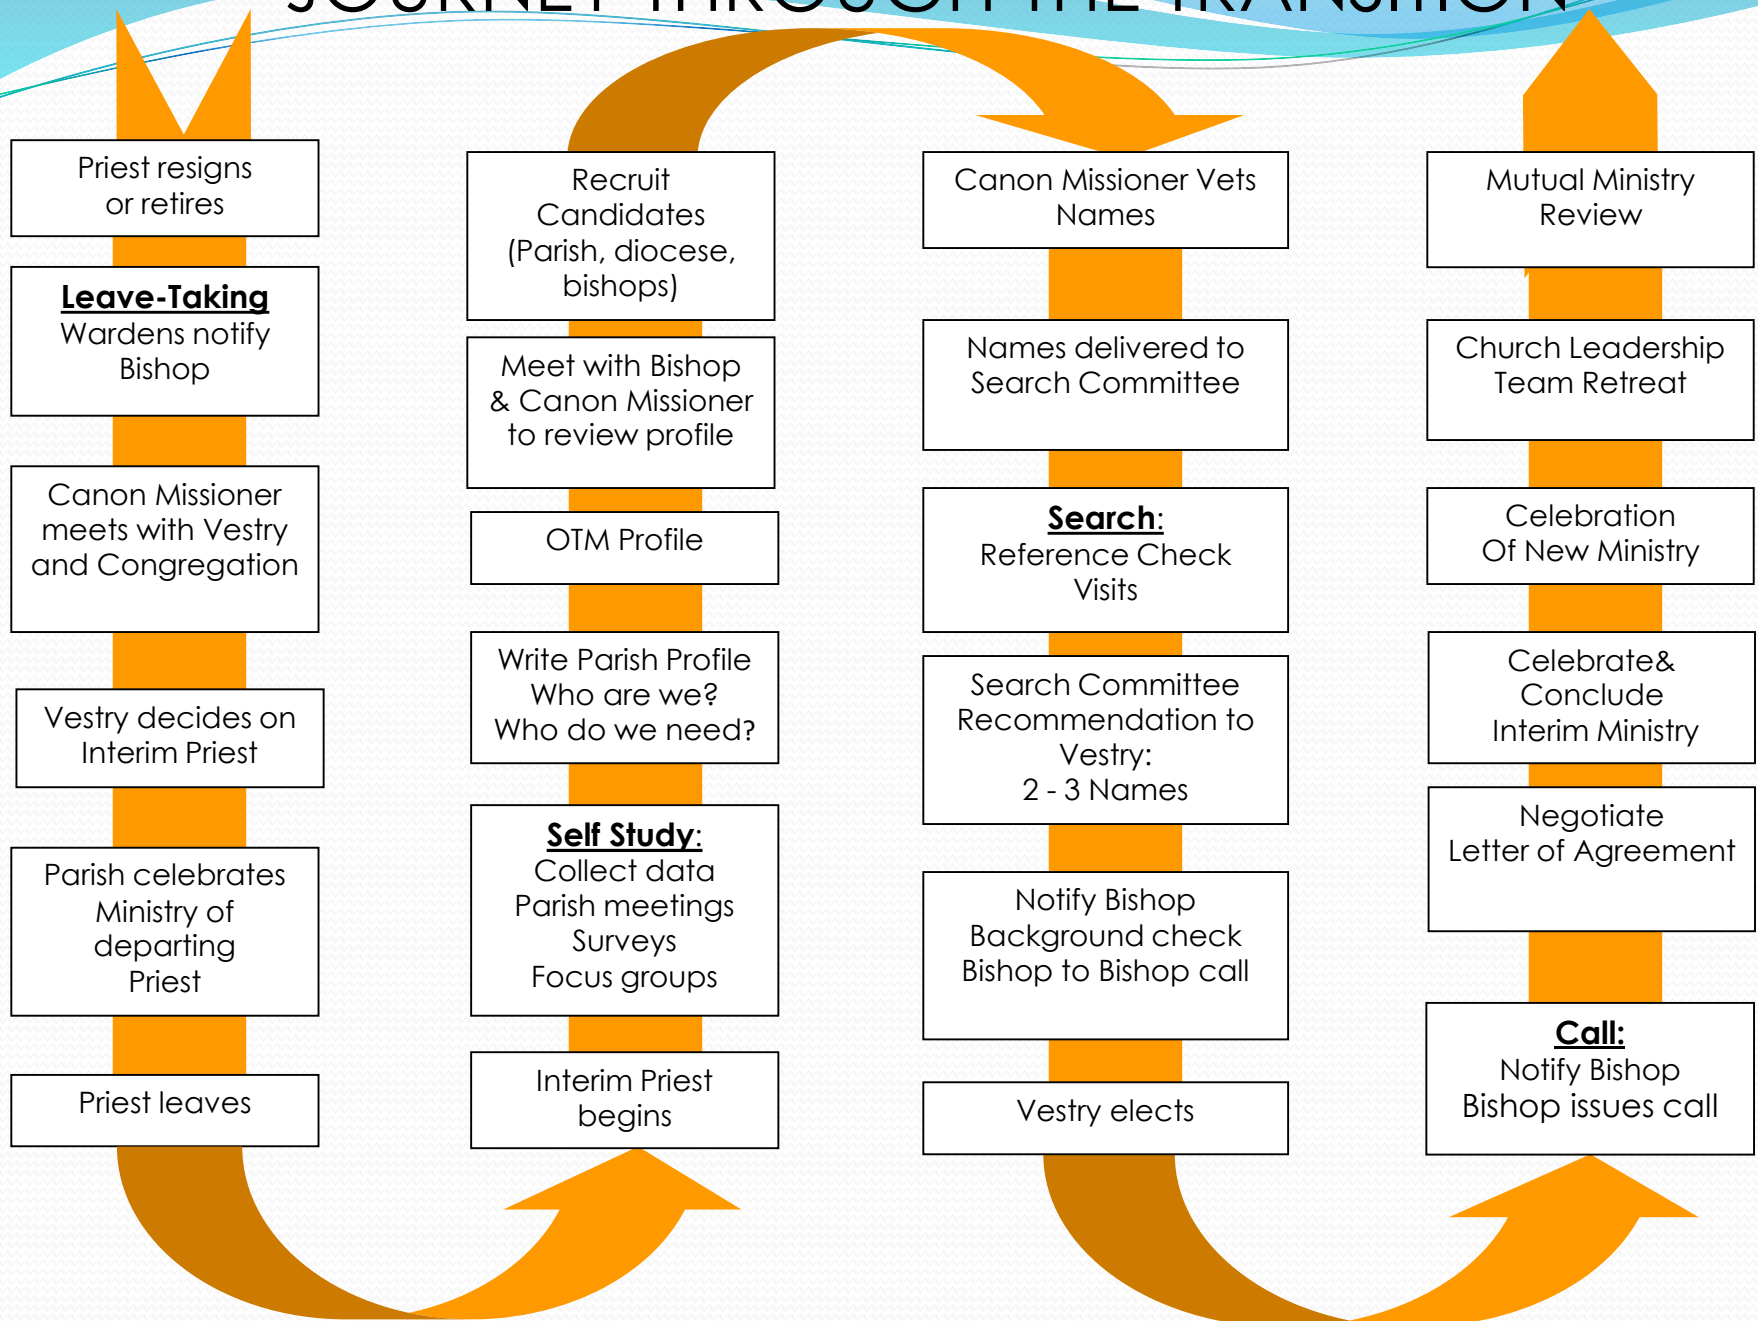 JOURNEY THROUGH THE TRANSITION
Priest resigns
or retires
Leave-Taking
Wardens notify
Bishop
Canon Missioner
meets with Vestry
and Congregation
Vestry decides on
Interim Priest
Parish celebrates
Ministry of
departing
Priest
Priest leaves
Interim Priest
begins
Self Study:
Collect data
Parish meetings
Surveys
Focus groups
Write Parish Profile
Who are we?
Who do we need?
OTM Profile
Meet with Bishop
& Canon Missioner
to review profile
Recruit
Candidates
(Parish, diocese,
bishops)
Canon Missioner Vets
Names
Names delivered to
Search Committee
Search:
Reference Check
Visits
Search Committee
Recommendation to
Vestry:
2 - 3 Names
Notify Bishop
Background check
Bishop to Bishop call
Vestry elects
Call:
Notify Bishop
Bishop issues call
Negotiate
Letter of Agreement
Celebrate&
Conclude
Interim Ministry
Celebration
Of New Ministry
Church Leadership
Team Retreat
Mutual Ministry
Review